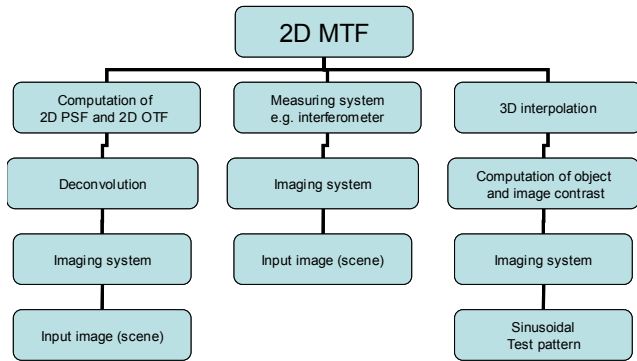 2D MTF
Computation of
2D PSF and 2D OTF
Measuring system
e.g. interferometer
3D interpolation
Deconvolution
Imaging system
Computation of object
and image contrast
Imaging system
Input image (scene)
Imaging system
Input image (scene)
Sinusoidal
Test pattern